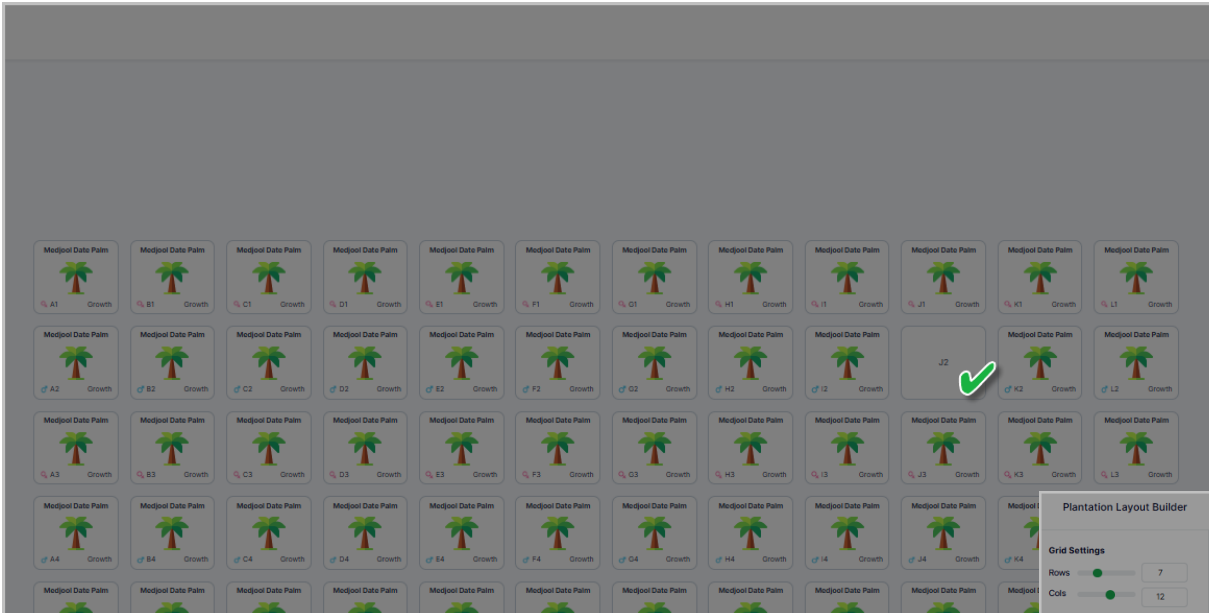 Medjool Date Palm Medjool Date Palm Medjool Date Palm Medjool Date Palm Medjool Date Palm Medjool Date Palm Medjool Date Palm Medjool Date Palm Medjool Date Palm Medjool Date Palm Medjool Date Palm Medjool Date Palm
A1 Growth B1 Growth C1 Growth D1 Growth E1 Growth F1 Growth G1 Growth H1 Growth I1 Growth J1 Growth K1 Growth L1 Growth
Medjool Date Palm Medjool Date Palm Medjool Date Palm Medjool Date Palm Medjool Date Palm Medjool Date Palm Medjool Date Palm Medjool Date Palm Medjool Date Palm Medjool Date Palm Medjool Date Palm
J2
A2 Growth B2 Growth C2 Growth D2 Growth E2 Growth F2 Growth G2 Growth H2 Growth I2 Growth K2 Growth L2 Growth
Medjool Date Palm Medjool Date Palm Medjool Date Palm Medjool Date Palm Medjool Date Palm Medjool Date Palm Medjool Date Palm Medjool Date Palm Medjool Date Palm Medjool Date Palm Medjool Date Palm Medjool Date Palm
A3 Growth B3 Growth C3 Growth D3 Growth E3 Growth F3 Growth G3 Growth H3 Growth I3 Growth J3 Growth K3 Growth L3 Growth
Medjool Date Palm Medjool Date Palm Medjool Date Palm Medjool Date Palm Medjool Date Palm Medjool Date Palm Medjool Date Palm Medjool Date Palm Medjool Date Palm Medjool Date Palm Medjool
A4 Growth B4 Growth C4 Growth D4 Growth E4 Growth F4 Growth G4 Growth H4 Growth I4 Growth J4 Growth K4
Medjool Date Palm Medjool Date Palm Medjool Date Palm Medjool Date Palm Medjool Date Palm Medjool Date Palm Medjool Date Palm Medjool Date Palm Medjool Date Palm Medjool Date Palm Medjool
Plantation Layout Builder
Grid Settings
Rows 7
Cols 12